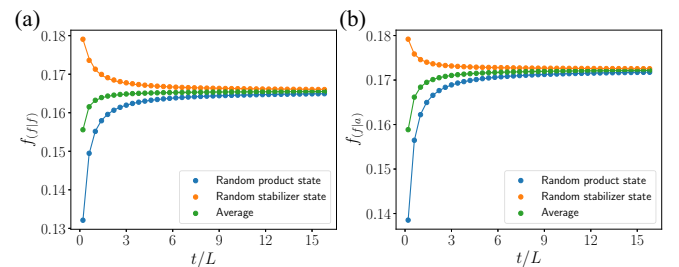 (a)
0.18
0.17
0.16
0.15
0.14
0.13
f(f|f)
0 3 6 9 12 15
t/L
Random product state
Random stabilizer state
Average
(b)
0.18
0.17
0.16
0.15
0.14
f(f|a)
0 3 6 9 12 15
t/L
Random product state
Random stabilizer state
Average